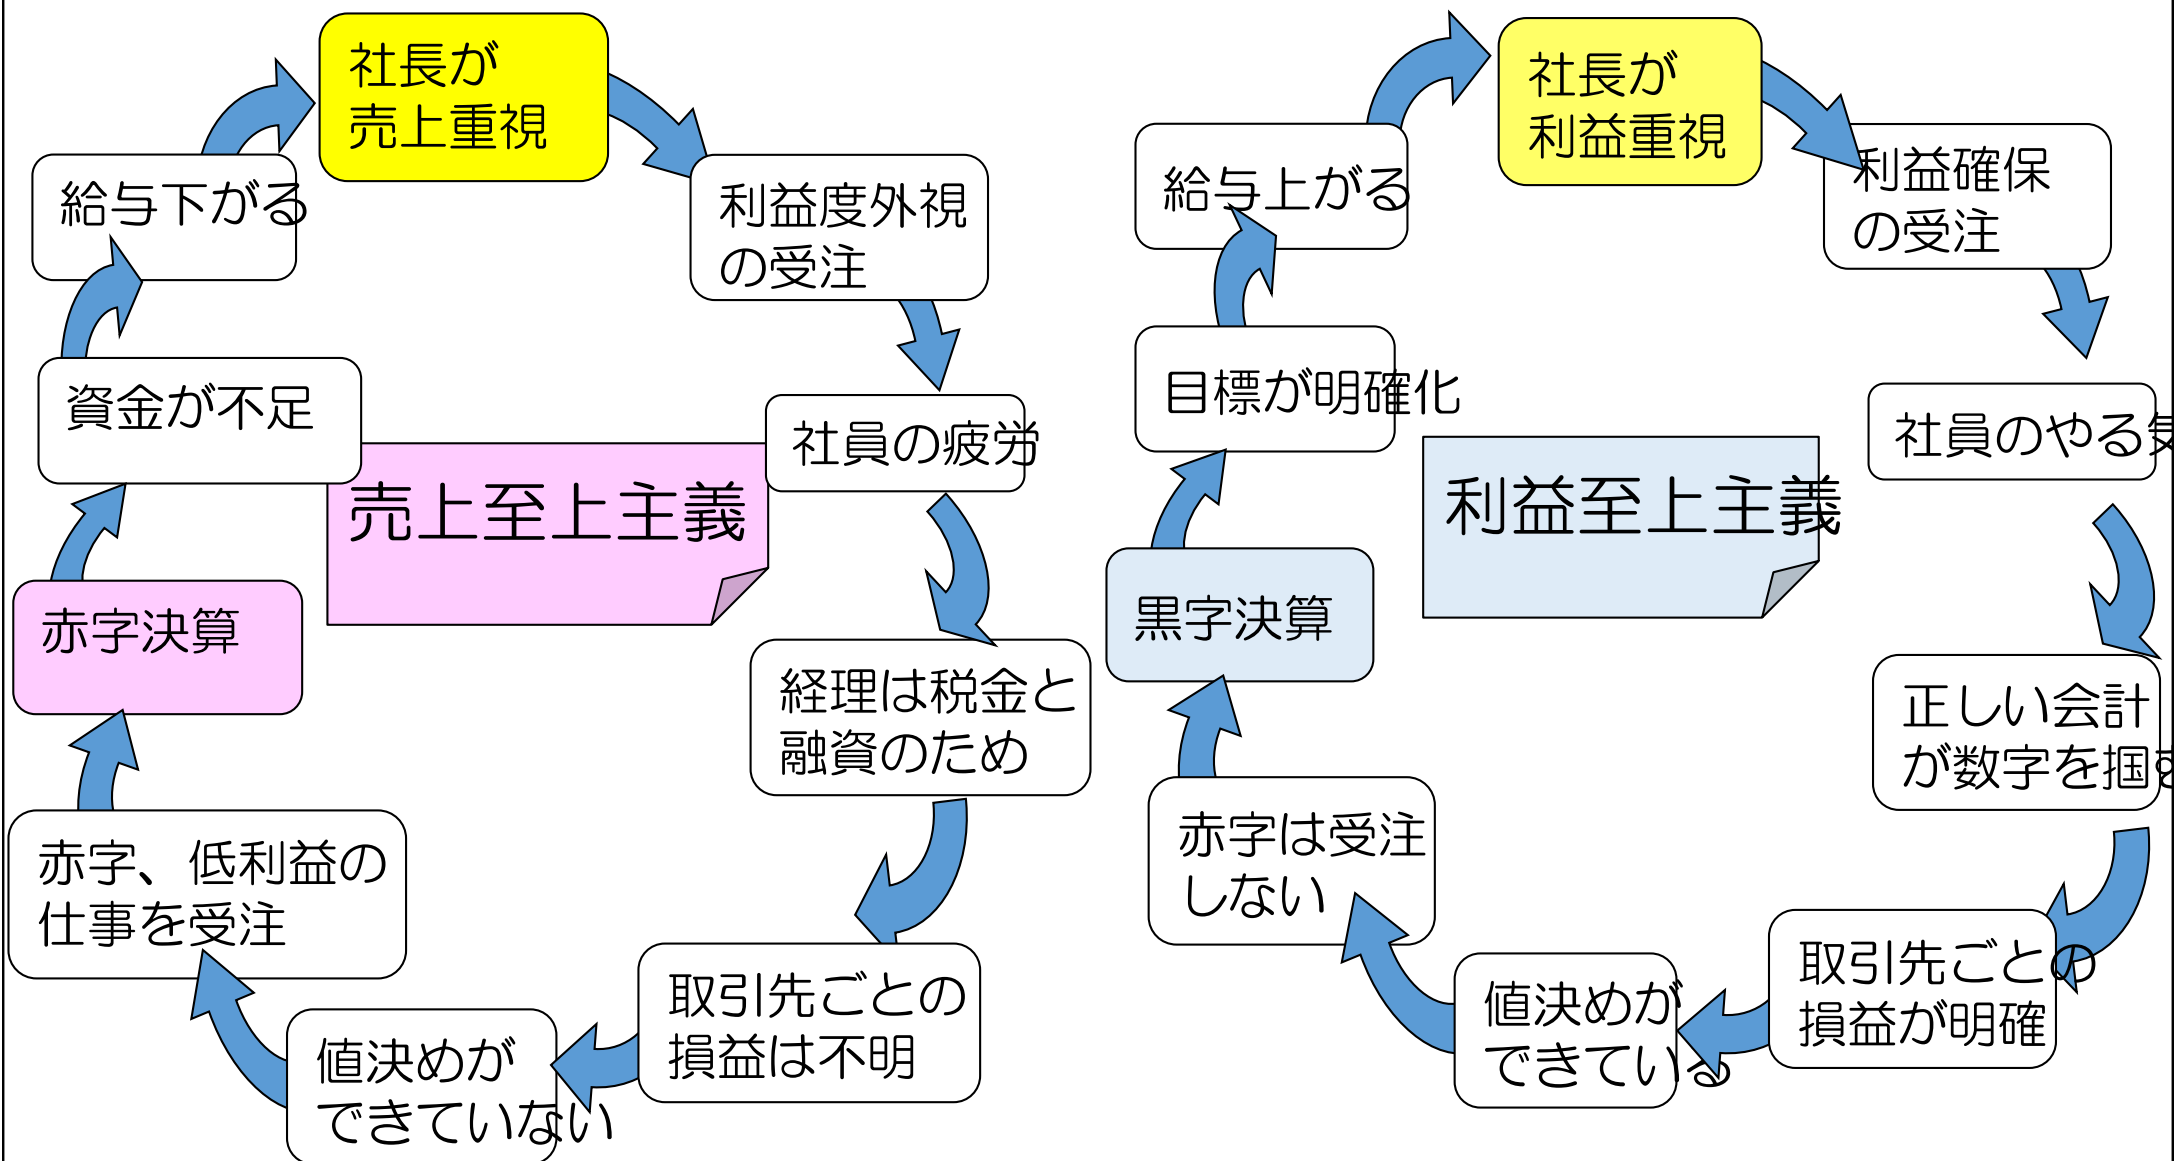 社長が
売上重視
利益度外視
の受注
社員の疲労
経理は税金と
融資のため
取引先ごとの
損益は不明
値決めが
できていない
赤字、低利益の
仕事を受注
赤字決算
資金が不足
給与下がる
売上至上主義
社長が
利益重視
利益確保
の受注
社員のやる気
正しい会計
が数字を掴む
取引先ごとの
損益が明確
値決めが
できている
赤字は受注
しない
黒字決算
目標が明確化
給与上がる
利益至上主義